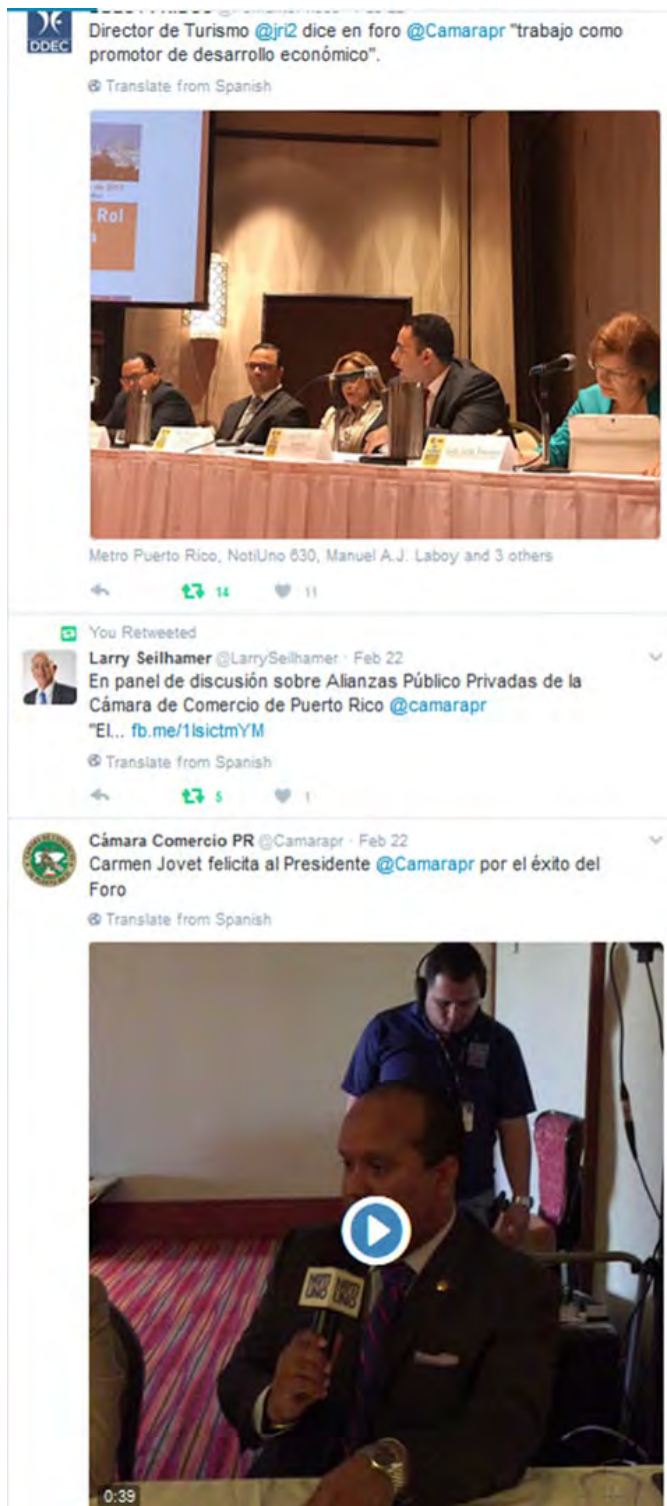 DDEC
Director de Turismo @jri2 dice en foro @Camarapr "trabajo como
promotor de desarrollo económico".
Translate from Spanish
Rol
Metro Puerto Rico, NotiUno 630, Manuel A.J. Laboy and 3 others
14 11
You Retweeted
Larry Seilhamer @LarrySeilhamer · Feb 22
En panel de discusión sobre Alianzas Público Privadas de la
Cámara de Comercio de Puerto Rico @camarapr
"El... fb.me/1IsictmYM
Translate from Spanish
5 1
Cámara Comercio PR @Camarapr · Feb 22
Carmen Jovet felicita al Presidente @Camarapr por el éxito del
Foro
Translate from Spanish
NOTI UNO
0:39